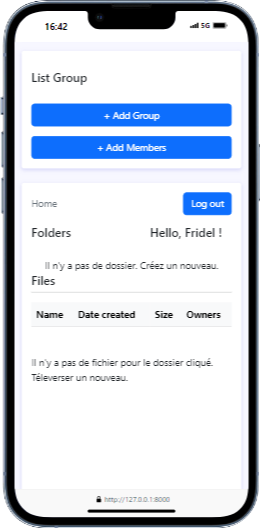 16:42 5G
List Group
+ Add Group
+ Add Members
Home Log out
Folders Hello, Fridel !
Il n'y a pas de dossier. Créez un nouveau.
Files
Name Date created Size Owners
Il n'y a pas de fichier pour le dossier cliqué.
Téleverser un nouveau.
http://127.0.0.1:8000